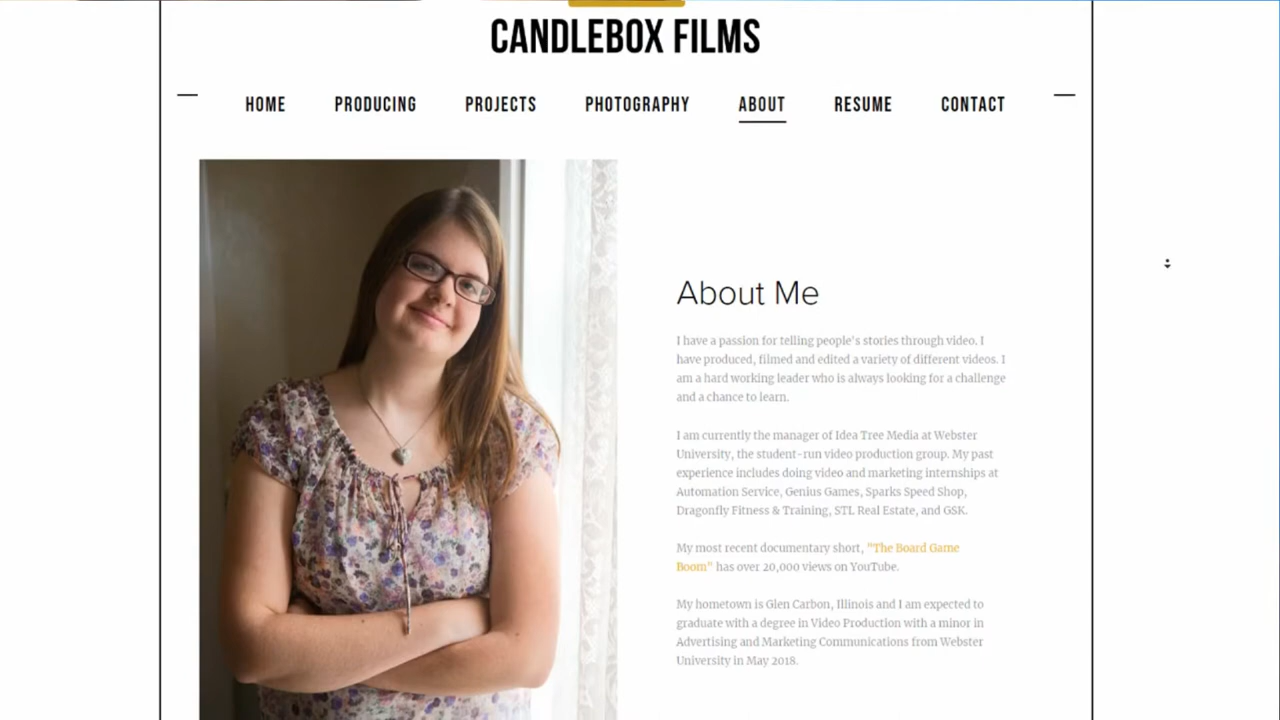 CANDLEBOX FILMS
HOME PRODUCING PROJECTS PHOTOGRAPHY ABOUT RESUME CONTACT
About Me
I have a passion for telling people's stories through video. I
have produced, filmed and edited a variety of different videos. I
am a hard working leader who is always looking for a challenge
and a chance to learn.
I am currently the manager of Idea Tree Media at Webster
University, the student-run video production group. My past
experience includes doing video and marketing internships at
Automation Service, Genius Games, Sparks Speed Shop,
Dragonfly Fitness & Training, STL Real Estate, and GSK.
My most recent documentary short, "The Board Game
Boom" has over 20,000 views on YouTube.
My hometown is Glen Carbon, Illinois and I am expected to
graduate with a degree in Video Production with a minor in
Advertising and Marketing Communications from Webster
University in May 2018.